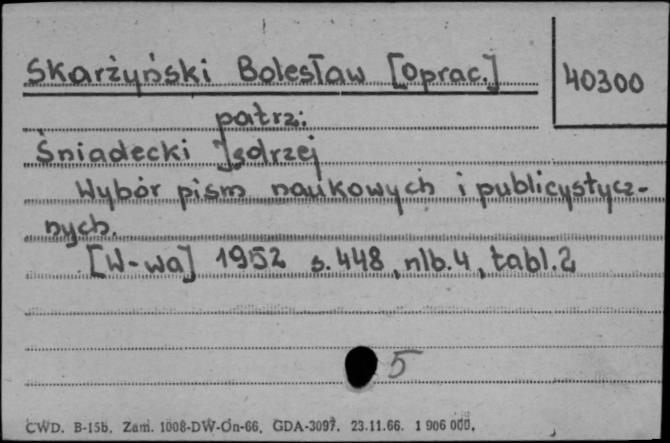 Skarżyński Bolesław [oprac.]
40300
patrz:
Śniadecki Jędrzej
Wybór pism naukowych i publicystycz-
nych.
[W-wa] 1952 s. 448, nlb. 4, tabl. 2
5
CWD. B-15b. Zam. 1008-DW-Gn-66. GDA-3097. 23.11.66. 1 906 000.